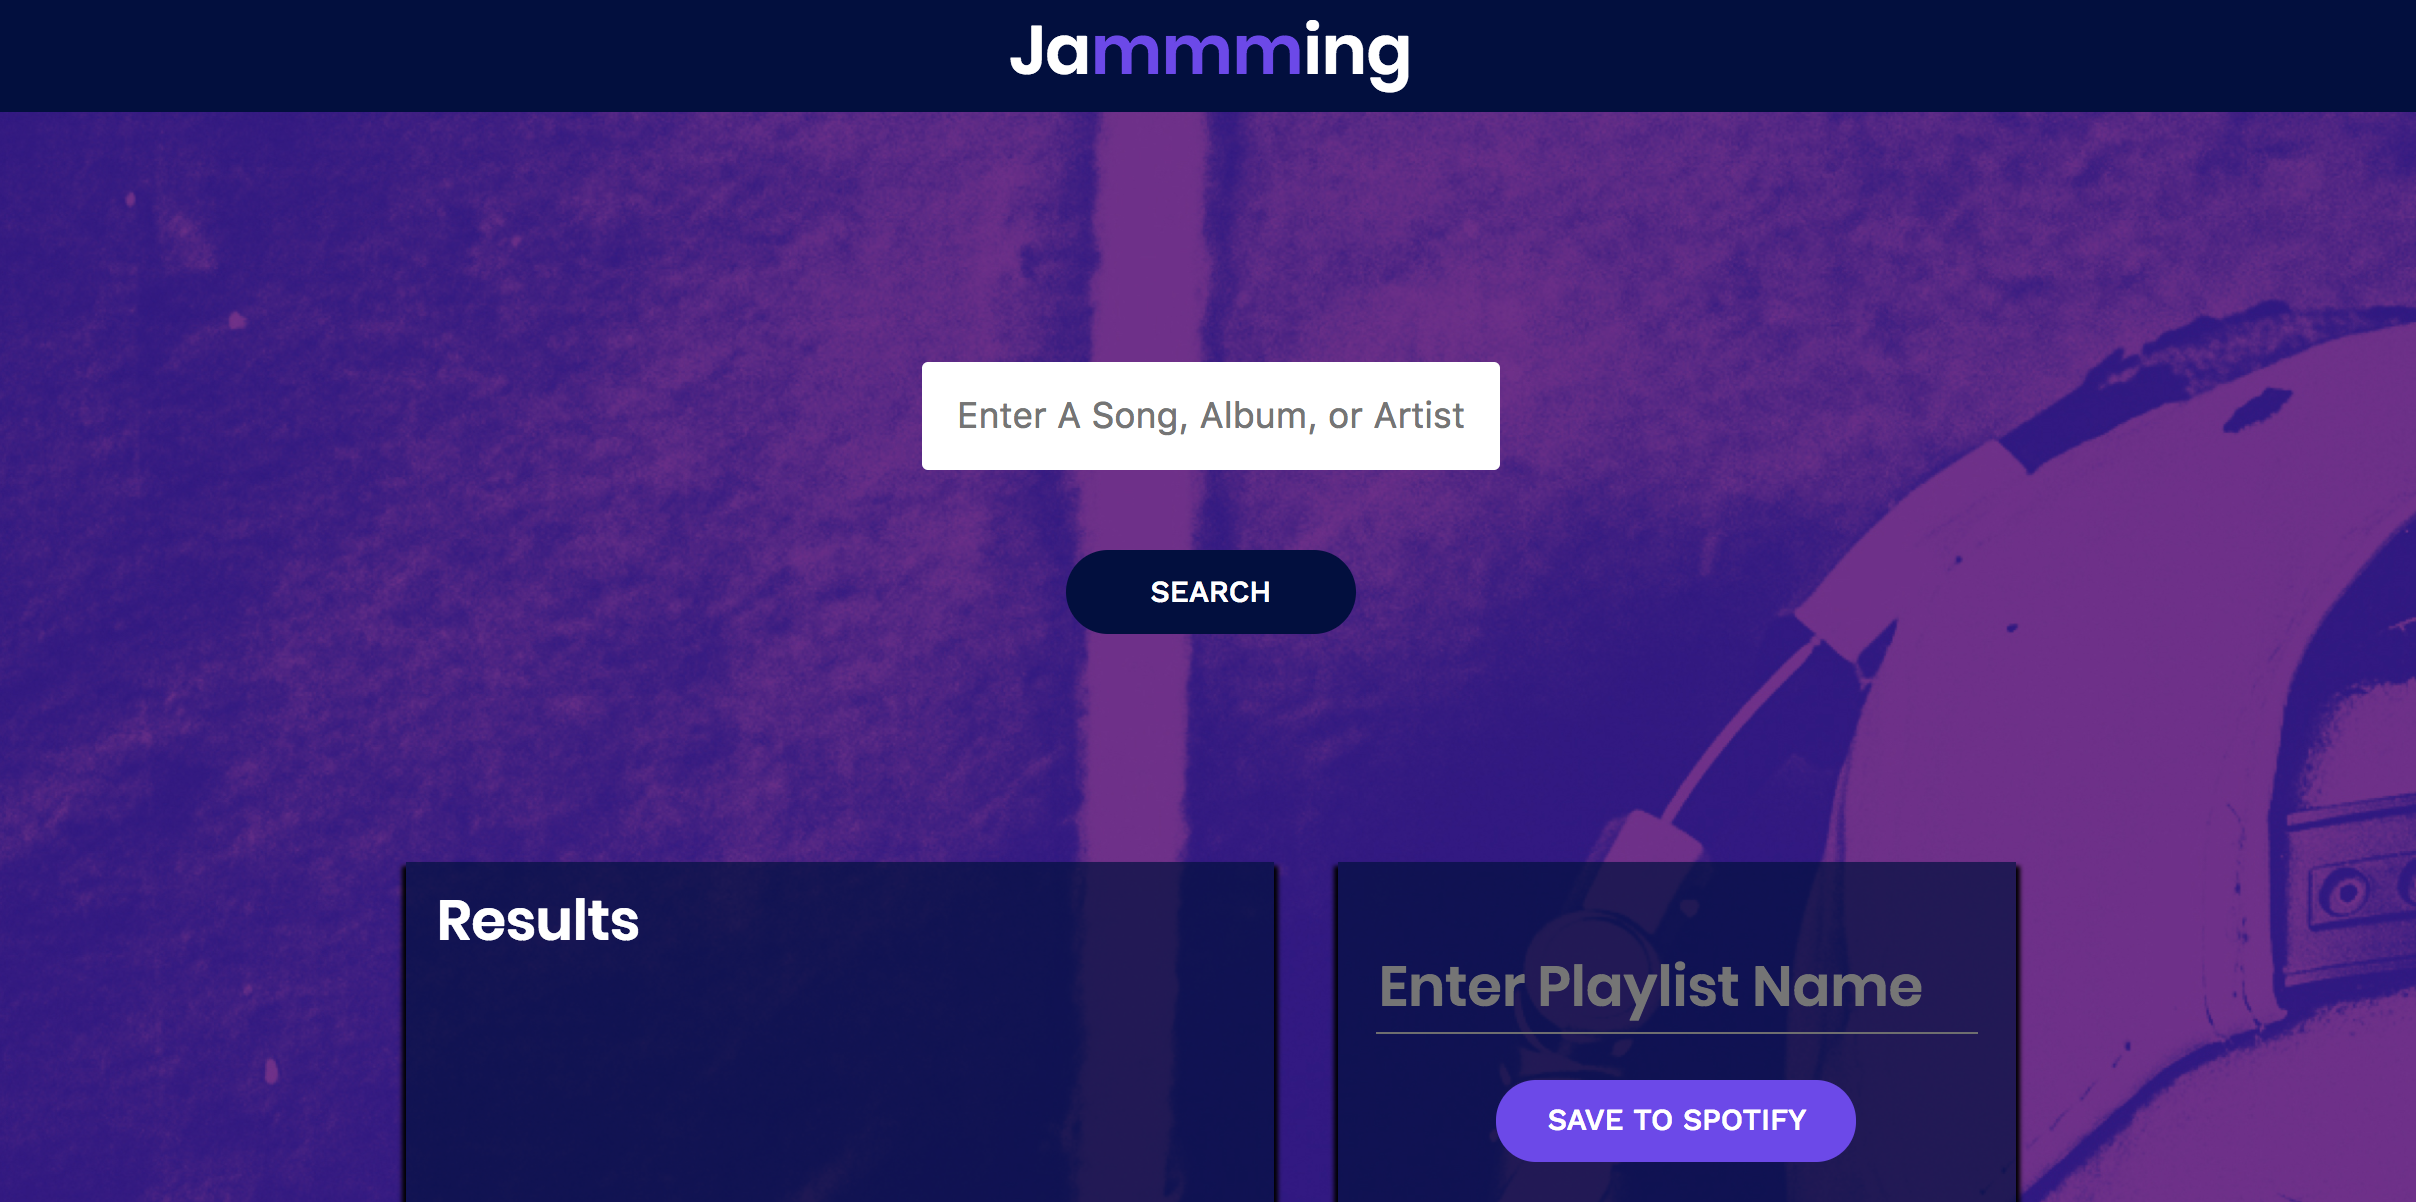 Jammming
Enter A Song, Album, or Artist
SEARCH
Results
Enter Playlist Name
SAVE TO SPOTIFY